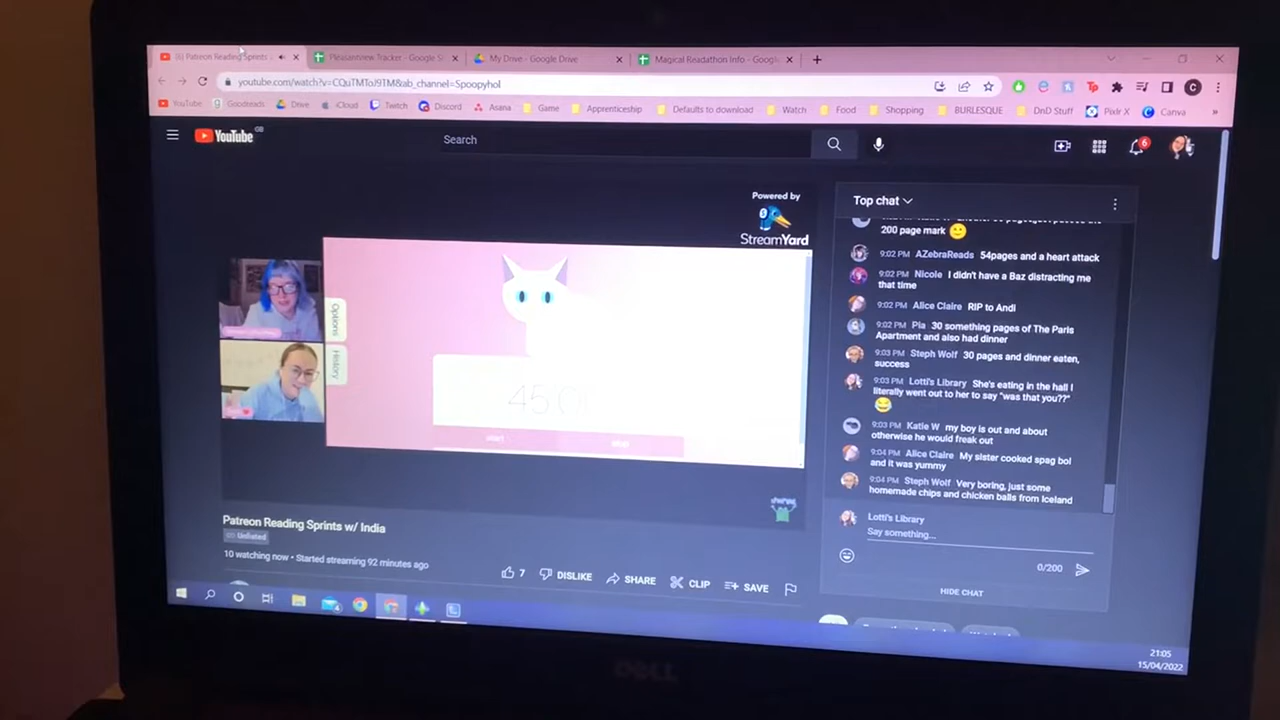 Patreon Reading Sprints
Pleasantview Tracker - Google S
My Drive - Google Drive
Magical Readathon Info - Googl
youtube.com/watch?v=CQuTMToJ9TM&ab_channel=Spoopyhol
YouTube
Goodreads
Drive
iCloud
Twitch
Discord
Asana
Game
Apprenticeship
Defaults to download
Watch
Food
Shopping
BURLESQUE
DnD Stuff
Pixlr X
Canva
YouTube GB
Search
6
Powered by
StreamYard
Options
History
45:0
Top chat
200 page mark
9:02 PM AZebraReads 54pages and a heart attack
9:02 PM Nicole I didn't have a Baz distracting me
that time
9:02 PM Alice Claire RIP to Andi
9:02 PM Pia 30 something pages of The Paris
Apartment and also had dinner
9:03 PM Steph Wolf 30 pages and dinner eaten,
success
9:03 PM Lotti's Library She's eating in the hall I
literally went out to her to say "was that you??"
9:03 PM Katie W my boy is out and about
otherwise he would freak out
9:04 PM Alice Claire My sister cooked spag bol
and it was yummy
9:04 PM Steph Wolf Very boring, just some
homemade chips and chicken balls from Iceland
Lotti's Library
Say something...
0/200
HIDE CHAT
Patreon Reading Sprints w/ India
Unlisted
10 watching now • Started streaming 92 minutes ago
7
DISLIKE
SHARE
CLIP
SAVE
21:05
15/04/2022
DELL